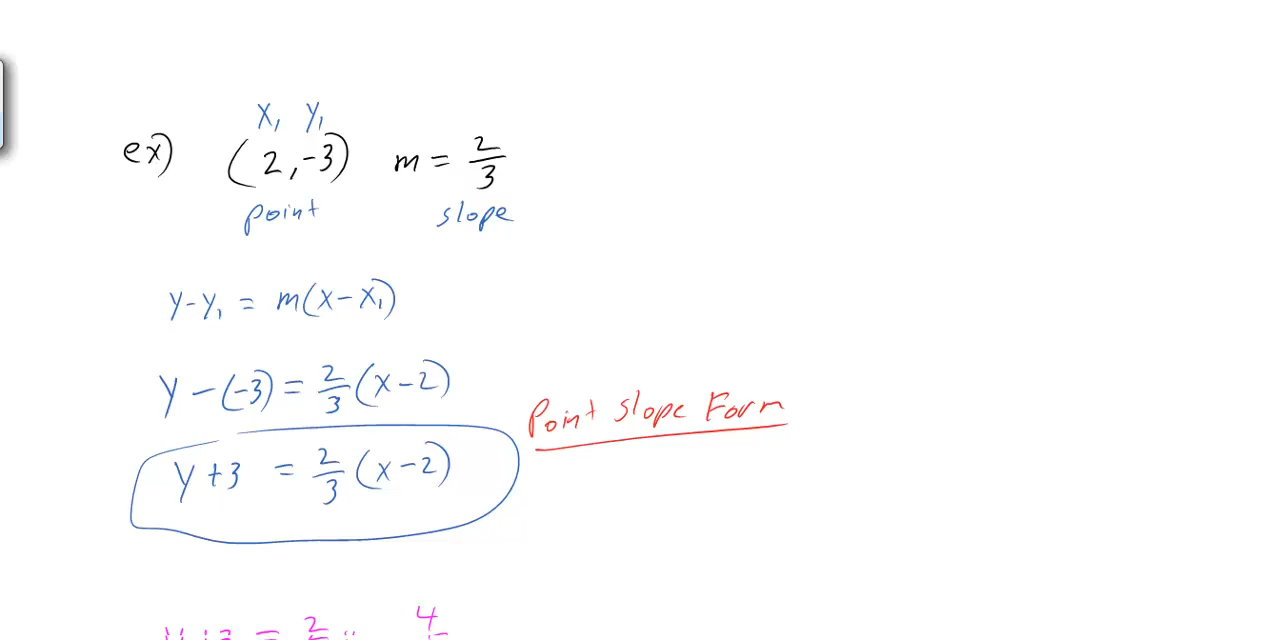 x₁ y₁
ex) (2, -3) m = 2/3
point slope
y - y₁ = m(x - x₁)
y - (-3) = 2/3 (x - 2)
Point Slope Form
y + 3 = 2/3 (x - 2)
4